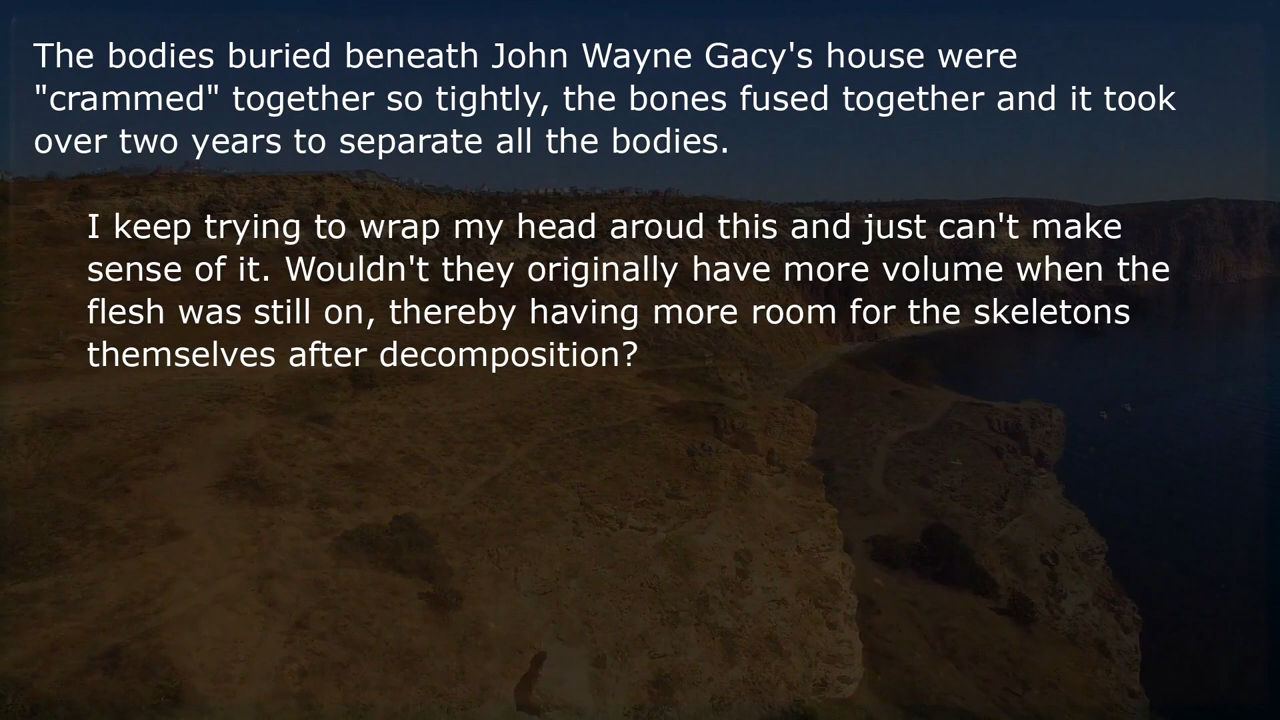 The bodies buried beneath John Wayne Gacy's house were
"crammed" together so tightly, the bones fused together and it took
over two years to separate all the bodies.
I keep trying to wrap my head aroud this and just can't make
sense of it. Wouldn't they originally have more volume when the
flesh was still on, thereby having more room for the skeletons
themselves after decomposition?